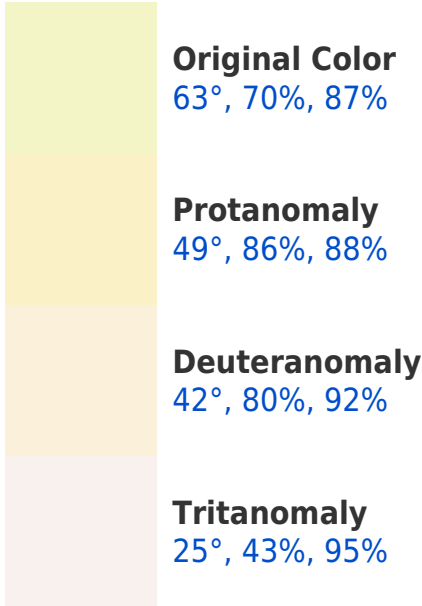 Original Color
63°, 70%, 87%
Protanomaly
49°, 86%, 88%
Deuteranomaly
42°, 80%, 92%
Tritanomaly
25°, 43%, 95%